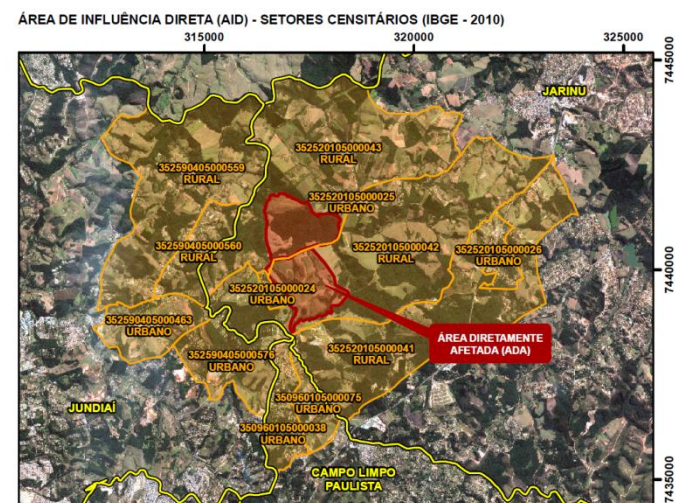 ÁREA DE INFLUÊNCIA DIRETA (AID) - SETORES CENSITÁRIOS (IBGE - 2010)
315000
320000
325000
7445000
JARINU
352520105000043
RURAL
352590405000559
RURAL
352520105000025
URBANO
352590405000560
RURAL
352520105000042
RURAL
352520105000026
URBANO
7440000
352520105000024
URBANO
352590405000463
URBANO
ÁREA DIRETAMENTE
AFETADA (ADA)
352590405000576
URBANO
352520105000041
RURAL
350960105000075
URBANO
JUNDIAÍ
350960105000038
URBANO
CAMPO LIMPO
PAULISTA
7435000